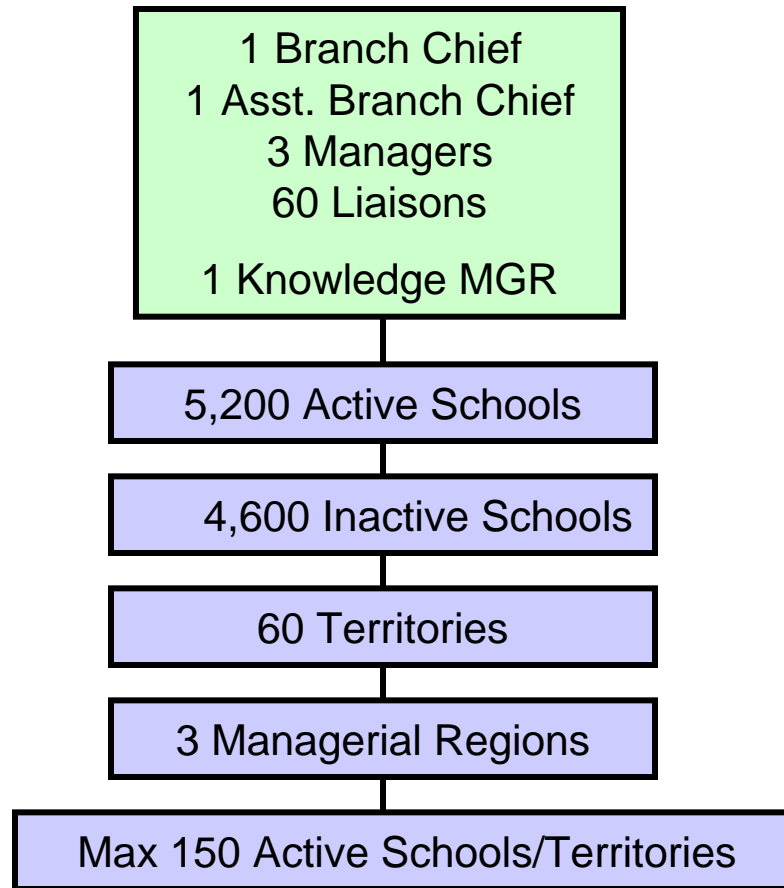 1 Branch Chief
1 Asst. Branch Chief
3 Managers
60 Liaisons
1 Knowledge MGR
5,200 Active Schools
4,600 Inactive Schools
60 Territories
3 Managerial Regions
Max 150 Active Schools/Territories